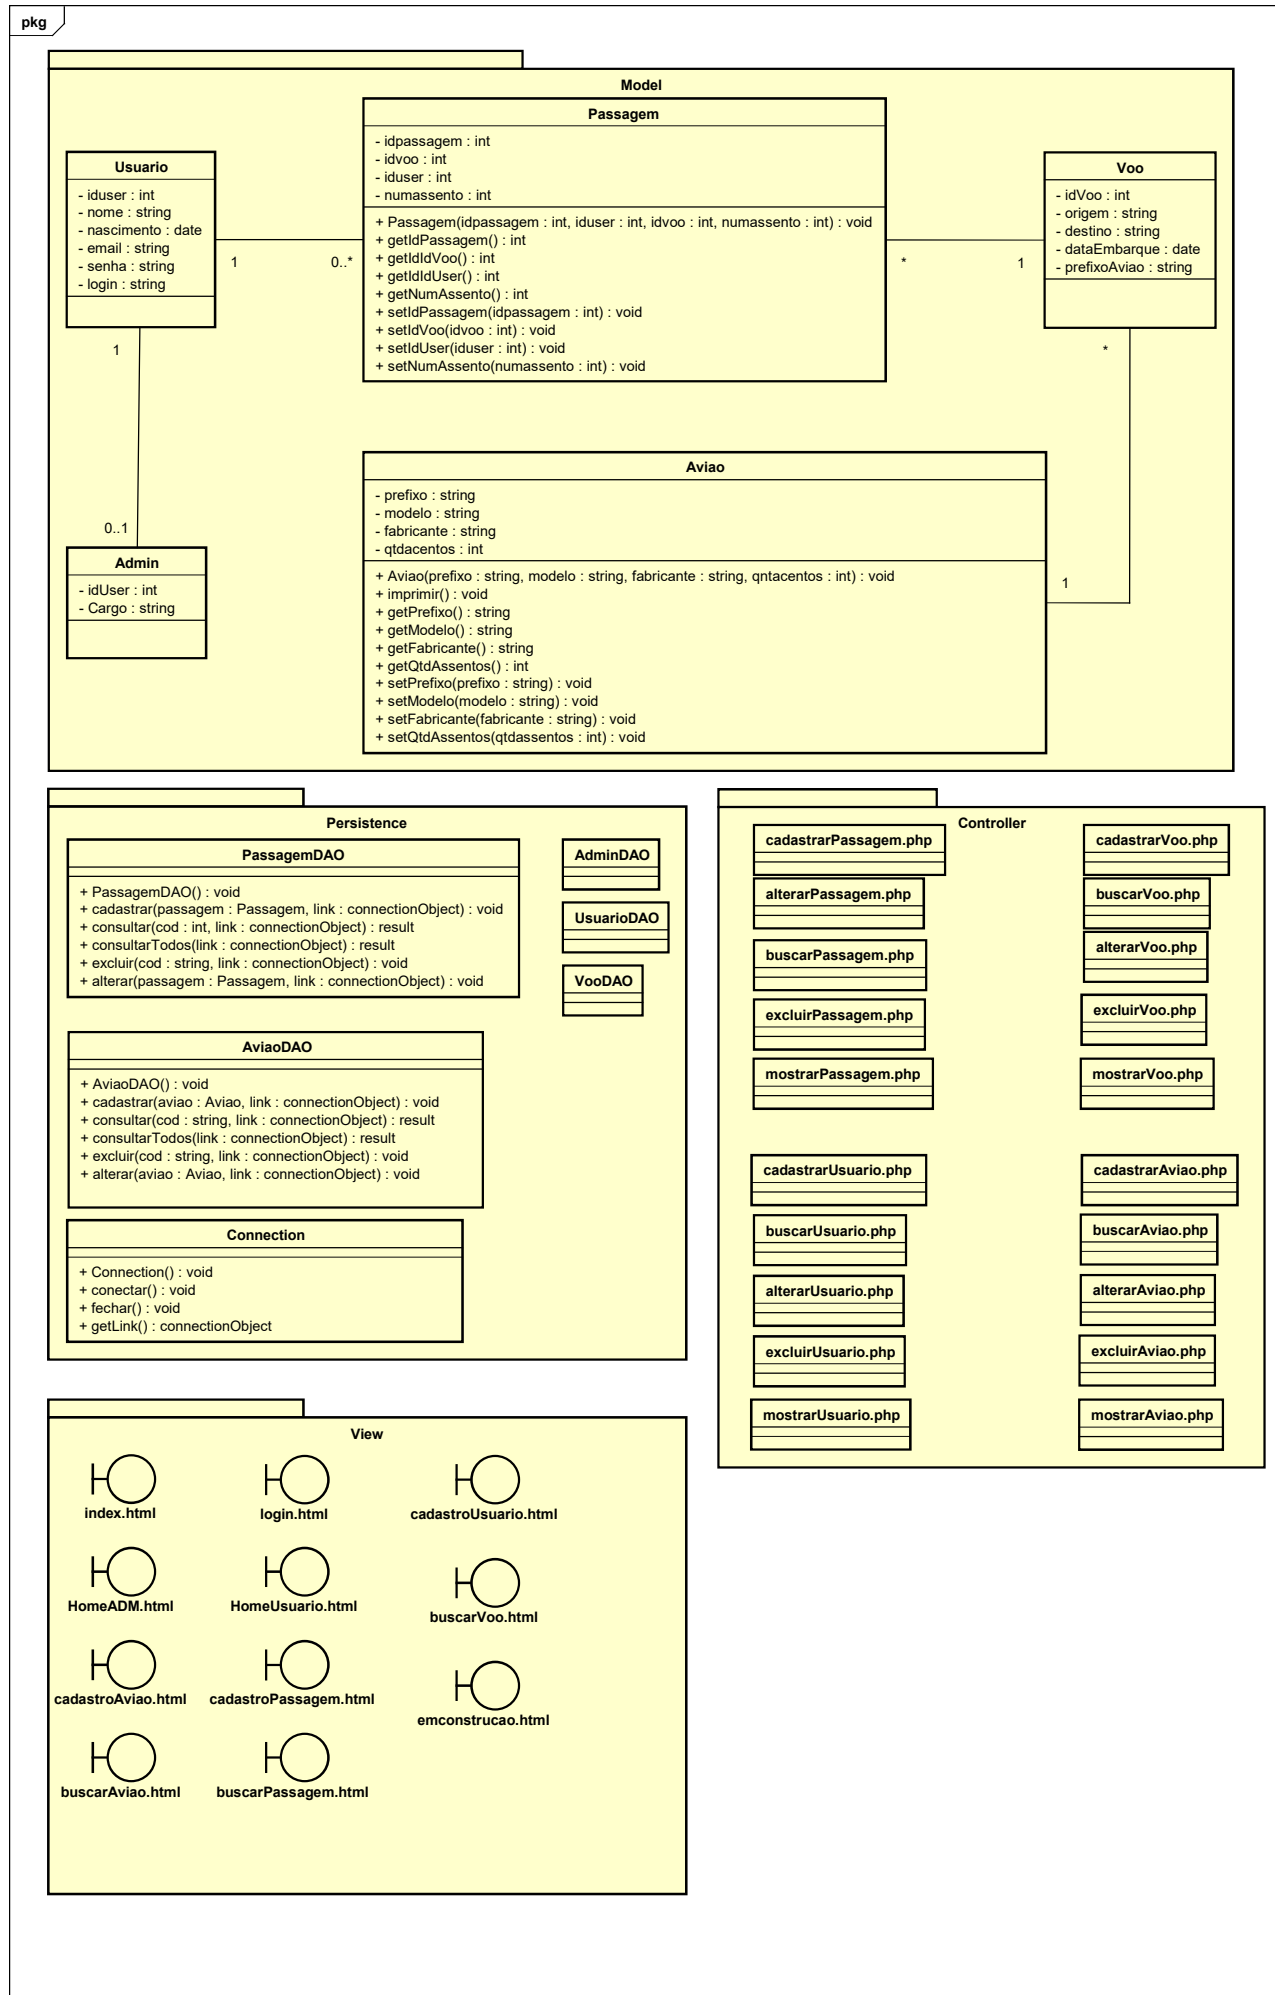 pkg
Model
Passagem
- idpassagem : int
- idvoo : int
- iduser : int
- numassento : int
+ Passagem(idpassagem : int, iduser : int, idvoo : int, numassento : int) : void
+ getIdPassagem() : int
+ getIdIdVoo() : int
+ getIdIdUser() : int
+ getNumAssento() : int
+ setIdPassagem(idpassagem : int) : void
+ setIdVoo(idvoo : int) : void
+ setIdUser(iduser : int) : void
+ setNumAssento(numassento : int) : void
Usuario
- iduser : int
- nome : string
- nascimento : date
- email : string
- senha : string
- login : string
1
0..*
*
1
Voo
- idVoo : int
- origem : string
- destino : string
- dataEmbarque : date
- prefixoAviao : string
1
*
0..1
Admin
- idUser : int
- Cargo : string
Aviao
- prefixo : string
- modelo : string
- fabricante : string
- qtdacentos : int
+ Aviao(prefixo : string, modelo : string, fabricante : string, qntacentos : int) : void
+ imprimir() : void
+ getPrefixo() : string
+ getModelo() : string
+ getFabricante() : string
+ getQtdAssentos() : int
+ setPrefixo(prefixo : string) : void
+ setModelo(modelo : string) : void
+ setFabricante(fabricante : string) : void
+ setQtdAssentos(qtdassentos : int) : void
1
Persistence
PassagemDAO
+ PassagemDAO() : void
+ cadastrar(passagem : Passagem, link : connectionObject) : void
+ consultar(cod : int, link : connectionObject) : result
+ consultarTodos(link : connectionObject) : result
+ excluir(cod : string, link : connectionObject) : void
+ alterar(passagem : Passagem, link : connectionObject) : void
AdminDAO
UsuarioDAO
VooDAO
AviaoDAO
+ AviaoDAO() : void
+ cadastrar(aviao : Aviao, link : connectionObject) : void
+ consultar(cod : string, link : connectionObject) : result
+ consultarTodos(link : connectionObject) : result
+ excluir(cod : string, link : connectionObject) : void
+ alterar(aviao : Aviao, link : connectionObject) : void
Connection
+ Connection() : void
+ conectar() : void
+ fechar() : void
+ getLink() : connectionObject
Controller
cadastrarPassagem.php
alterarPassagem.php
buscarPassagem.php
excluirPassagem.php
mostrarPassagem.php
cadastrarUsuario.php
buscarUsuario.php
alterarUsuario.php
excluirUsuario.php
mostrarUsuario.php
cadastrarVoo.php
buscarVoo.php
alterarVoo.php
excluirVoo.php
mostrarVoo.php
cadastrarAviao.php
buscarAviao.php
alterarAviao.php
excluirAviao.php
mostrarAviao.php
View
index.html
login.html
cadastroUsuario.html
HomeADM.html
HomeUsuario.html
buscarVoo.html
cadastroAviao.html
cadastroPassagem.html
emconstrucao.html
buscarAviao.html
buscarPassagem.html